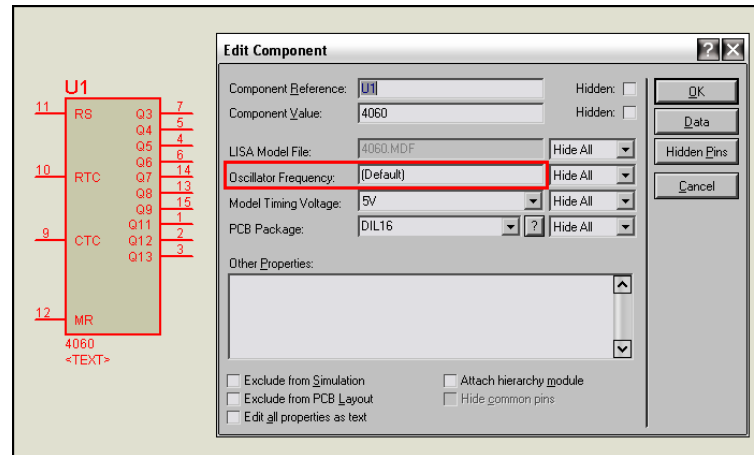 U1
11 RS Q3 7
Q4 5
Q5 4
Q6 6
10 RTC Q7 14
Q8 13
Q9 15
Q11 1
9 CTC Q12 2
Q13 3
12 MR
4060
<TEXT>
Edit Component
Component Reference: U1 Hidden:
Component Value: 4060 Hidden:
LISA Model File: 4060.MDF Hide All
Oscillator Frequency: (Default) Hide All
Model Timing Voltage: 5V Hide All
PCB Package: DIL16 ? Hide All
Other Properties:
Exclude from Simulation Attach hierarchy module
Exclude from PCB Layout Hide common pins
Edit all properties as text
? X
OK
Data
Hidden Pins
Cancel